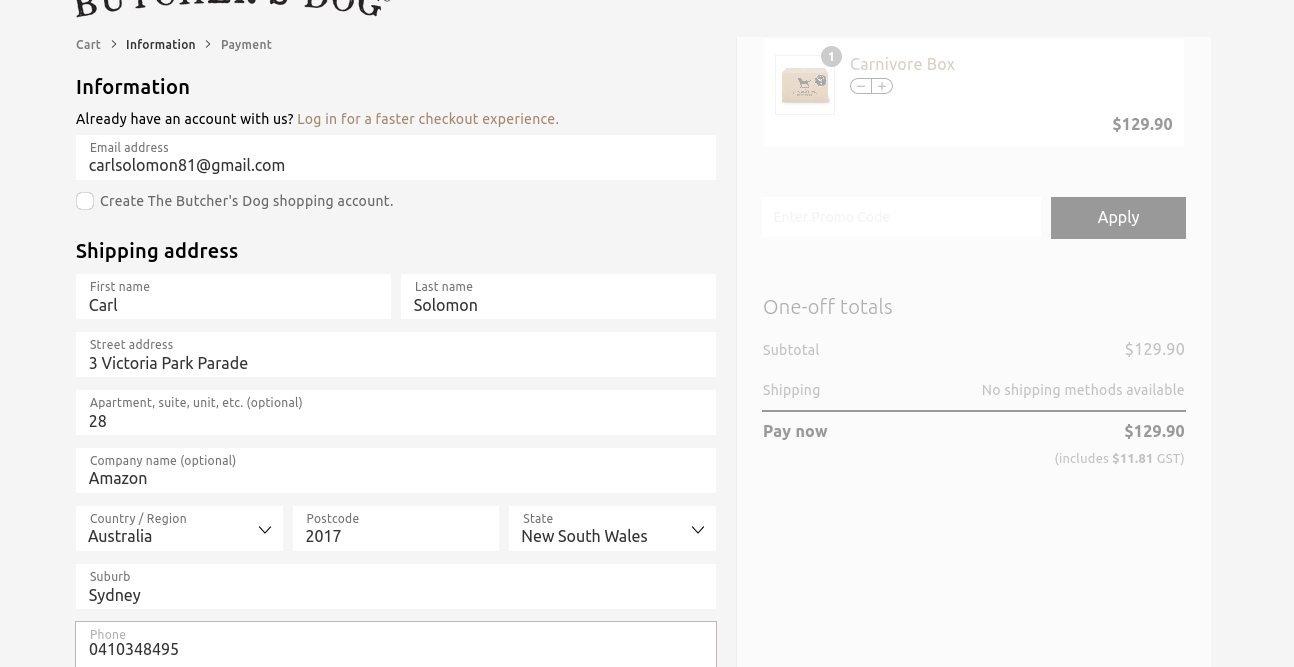 BUTCHER'S DOG
Cart > Information > Payment
Information
Already have an account with us? Log in for a faster checkout experience.
Email address
carlsolomon81@gmail.com
Create The Butcher's Dog shopping account.
Shipping address
First name
Carl
Last name
Solomon
Street address
3 Victoria Park Parade
Apartment, suite, unit, etc. (optional)
28
Company name (optional)
Amazon
Country / Region
Australia
Postcode
2017
State
New South Wales
Suburb
Sydney
Phone
0410348495
1
Carnivore Box
$129.90
Enter Promo Code
Apply
One-off totals
Subtotal $129.90
Shipping No shipping methods available
Pay now $129.90
(includes $11.81 GST)